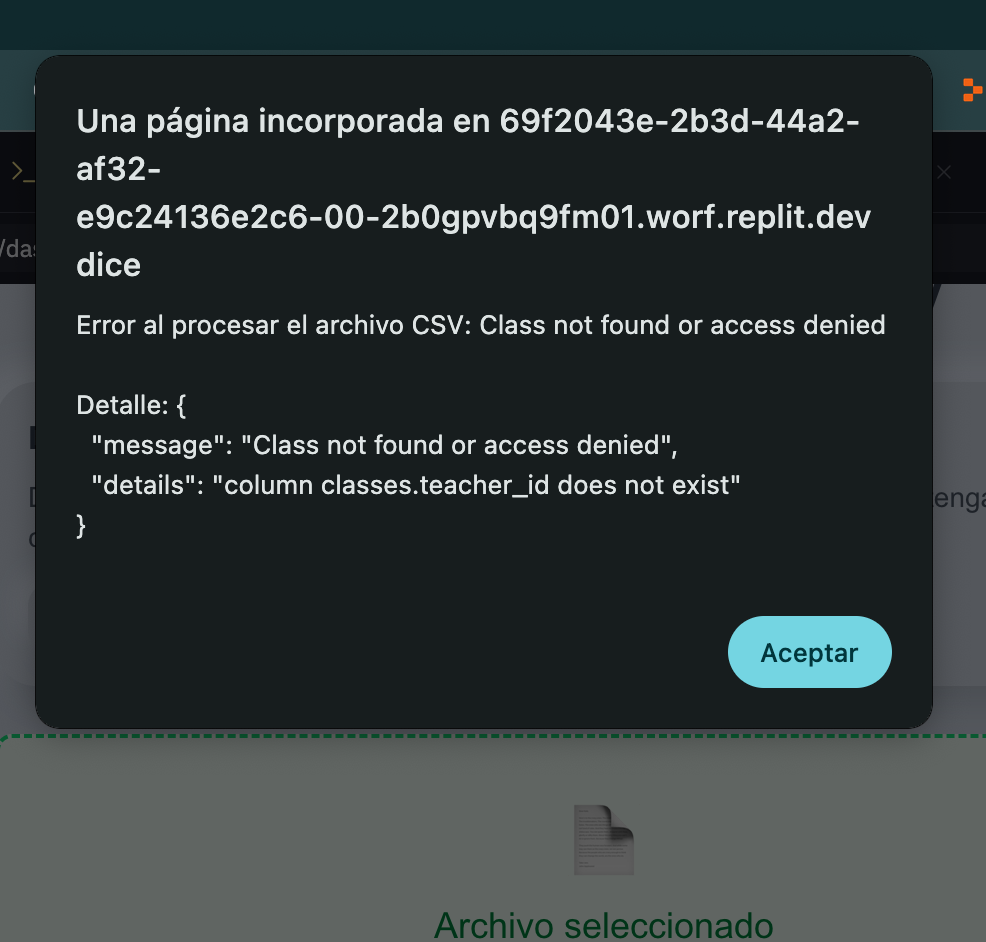 Una página incorporada en 69f2043e-2b3d-44a2-
af32-
e9c24136e2c6-00-2b0gpvbq9fm01.worf.replit.dev
dice
Error al procesar el archivo CSV: Class not found or access denied
Detalle: {
"message": "Class not found or access denied",
"details": "column classes.teacher_id does not exist"
}
Aceptar
Archivo seleccionado